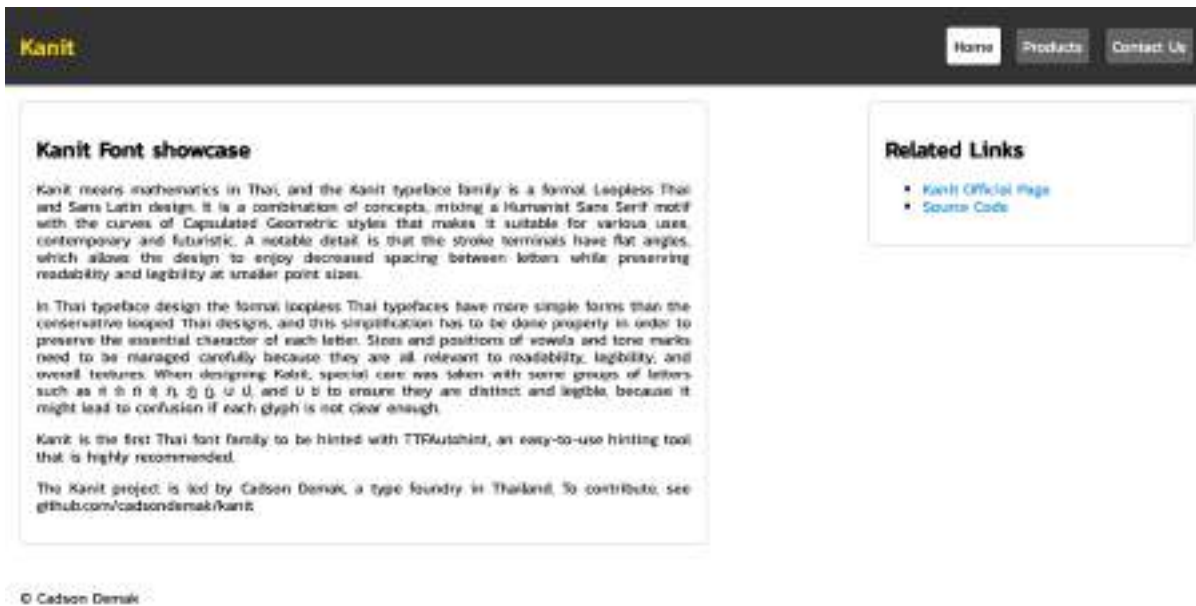 Kanit
Home
Products
Contact Us
Kanit Font showcase
Kanit means mathematics in Thai, and the Kanit typeface family is a formal Loopless Thai
and Sans Latin design. It is a combination of concepts, mixing a Humanist Sans Serif motif
with the curves of Capsulated Geometric styles that makes it suitable for various uses,
contemporary and futuristic. A notable detail is that the stroke terminals have flat angles,
which allows the design to enjoy decreased spacing between letters while preserving
readability and legibility at smaller point sizes.
In Thai typeface design the formal loopless Thai typefaces have more simple forms than the
conservative looped Thai designs, and this simplification has to be done properly in order to
preserve the essential character of each letter. Sizes and positions of vowels and tone marks
need to be managed carefully because they are all relevant to readability, legibility, and
overall textures. When designing Kanit, special care was taken with some groups of letters
such as and to ensure they are distinct and legible, because it
might lead to confusion if each glyph is not clear enough.
Kanit is the first Thai font family to be hinted with TTFAutohint, an easy-to-use hinting tool
that is highly recommended.
The Kanit project is led by Cadson Demak, a type foundry in Thailand. To contribute, see
github.com/cadsondemak/kanit
Related Links
Kanit Official Page
Source Code
© Cadson Demak